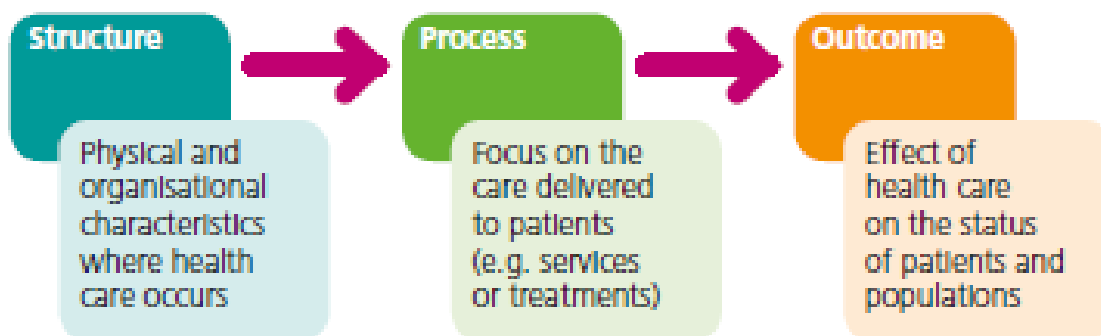 Structure
Physical and
organisational
characteristics
where health
care occurs
Process
Focus on the
care delivered
to patients
(e.g. services
or treatments)
Outcome
Effect of
health care
on the status
of patients and
populations